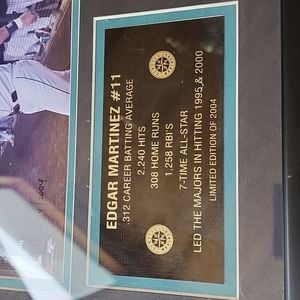 EDGAR MARTINEZ #11
.312 CAREER BATTING AVERAGE
2,240 HITS
308 HOME RUNS
1,258 RBI'S
7-TIME ALL-STAR
LED THE MAJORS IN HITTING 1995 & 2000
LIMITED EDITION OF 2004